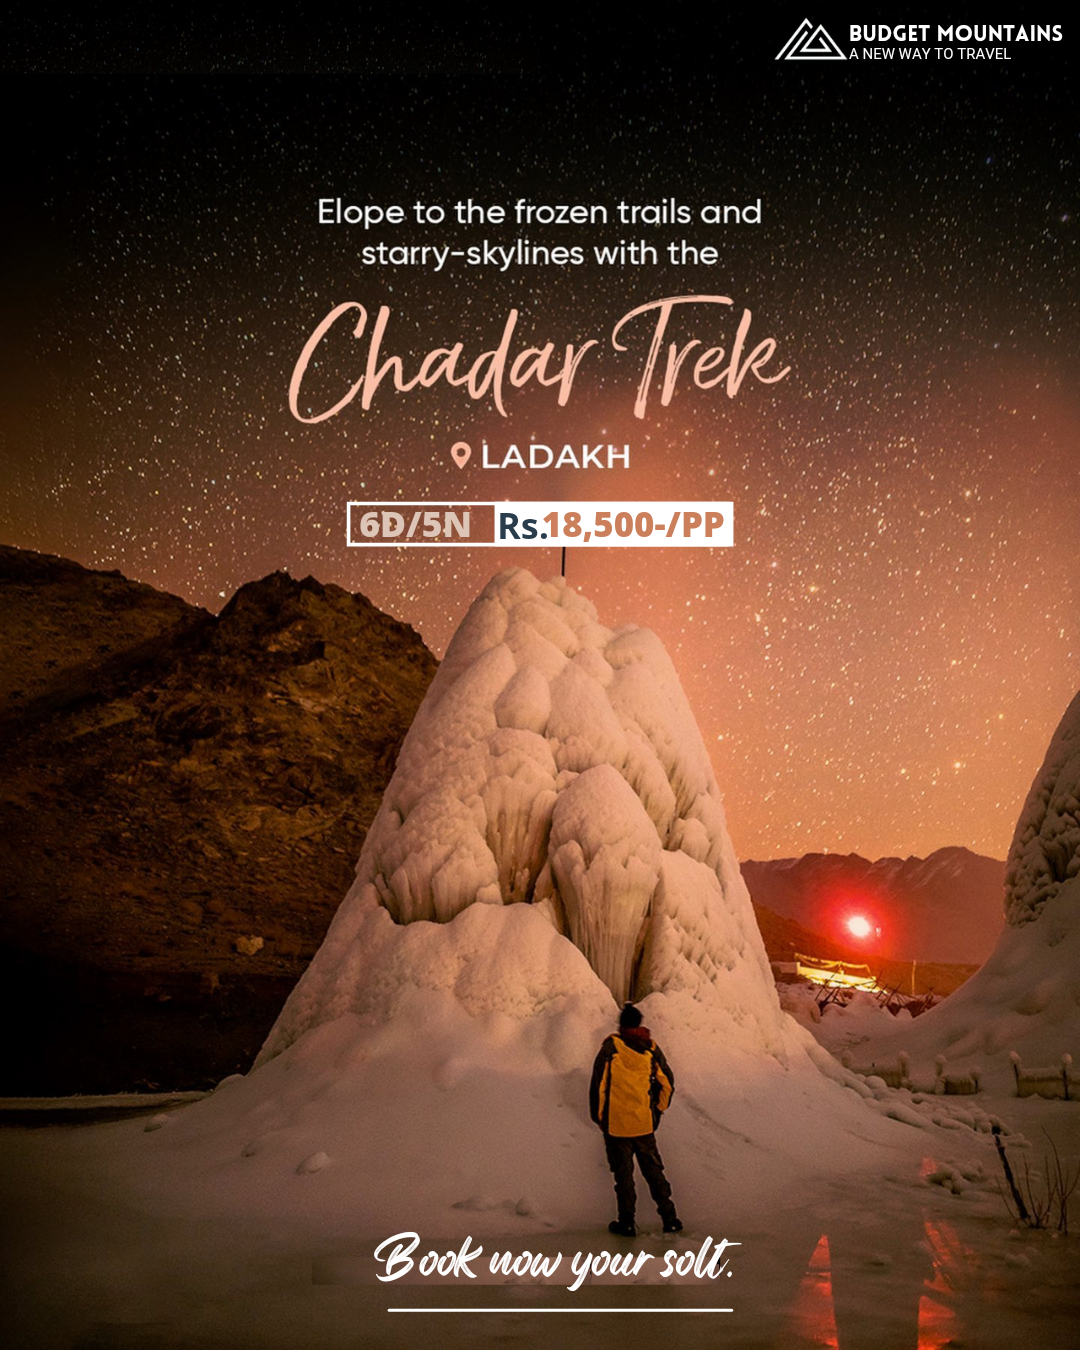 BUDGET MOUNTAINS
A NEW WAY TO TRAVEL
Elope to the frozen trails and
starry-skylines with the
Chadar Trek
LADAKH
6D/5N Rs.18,500-/PP
Book now your solt.